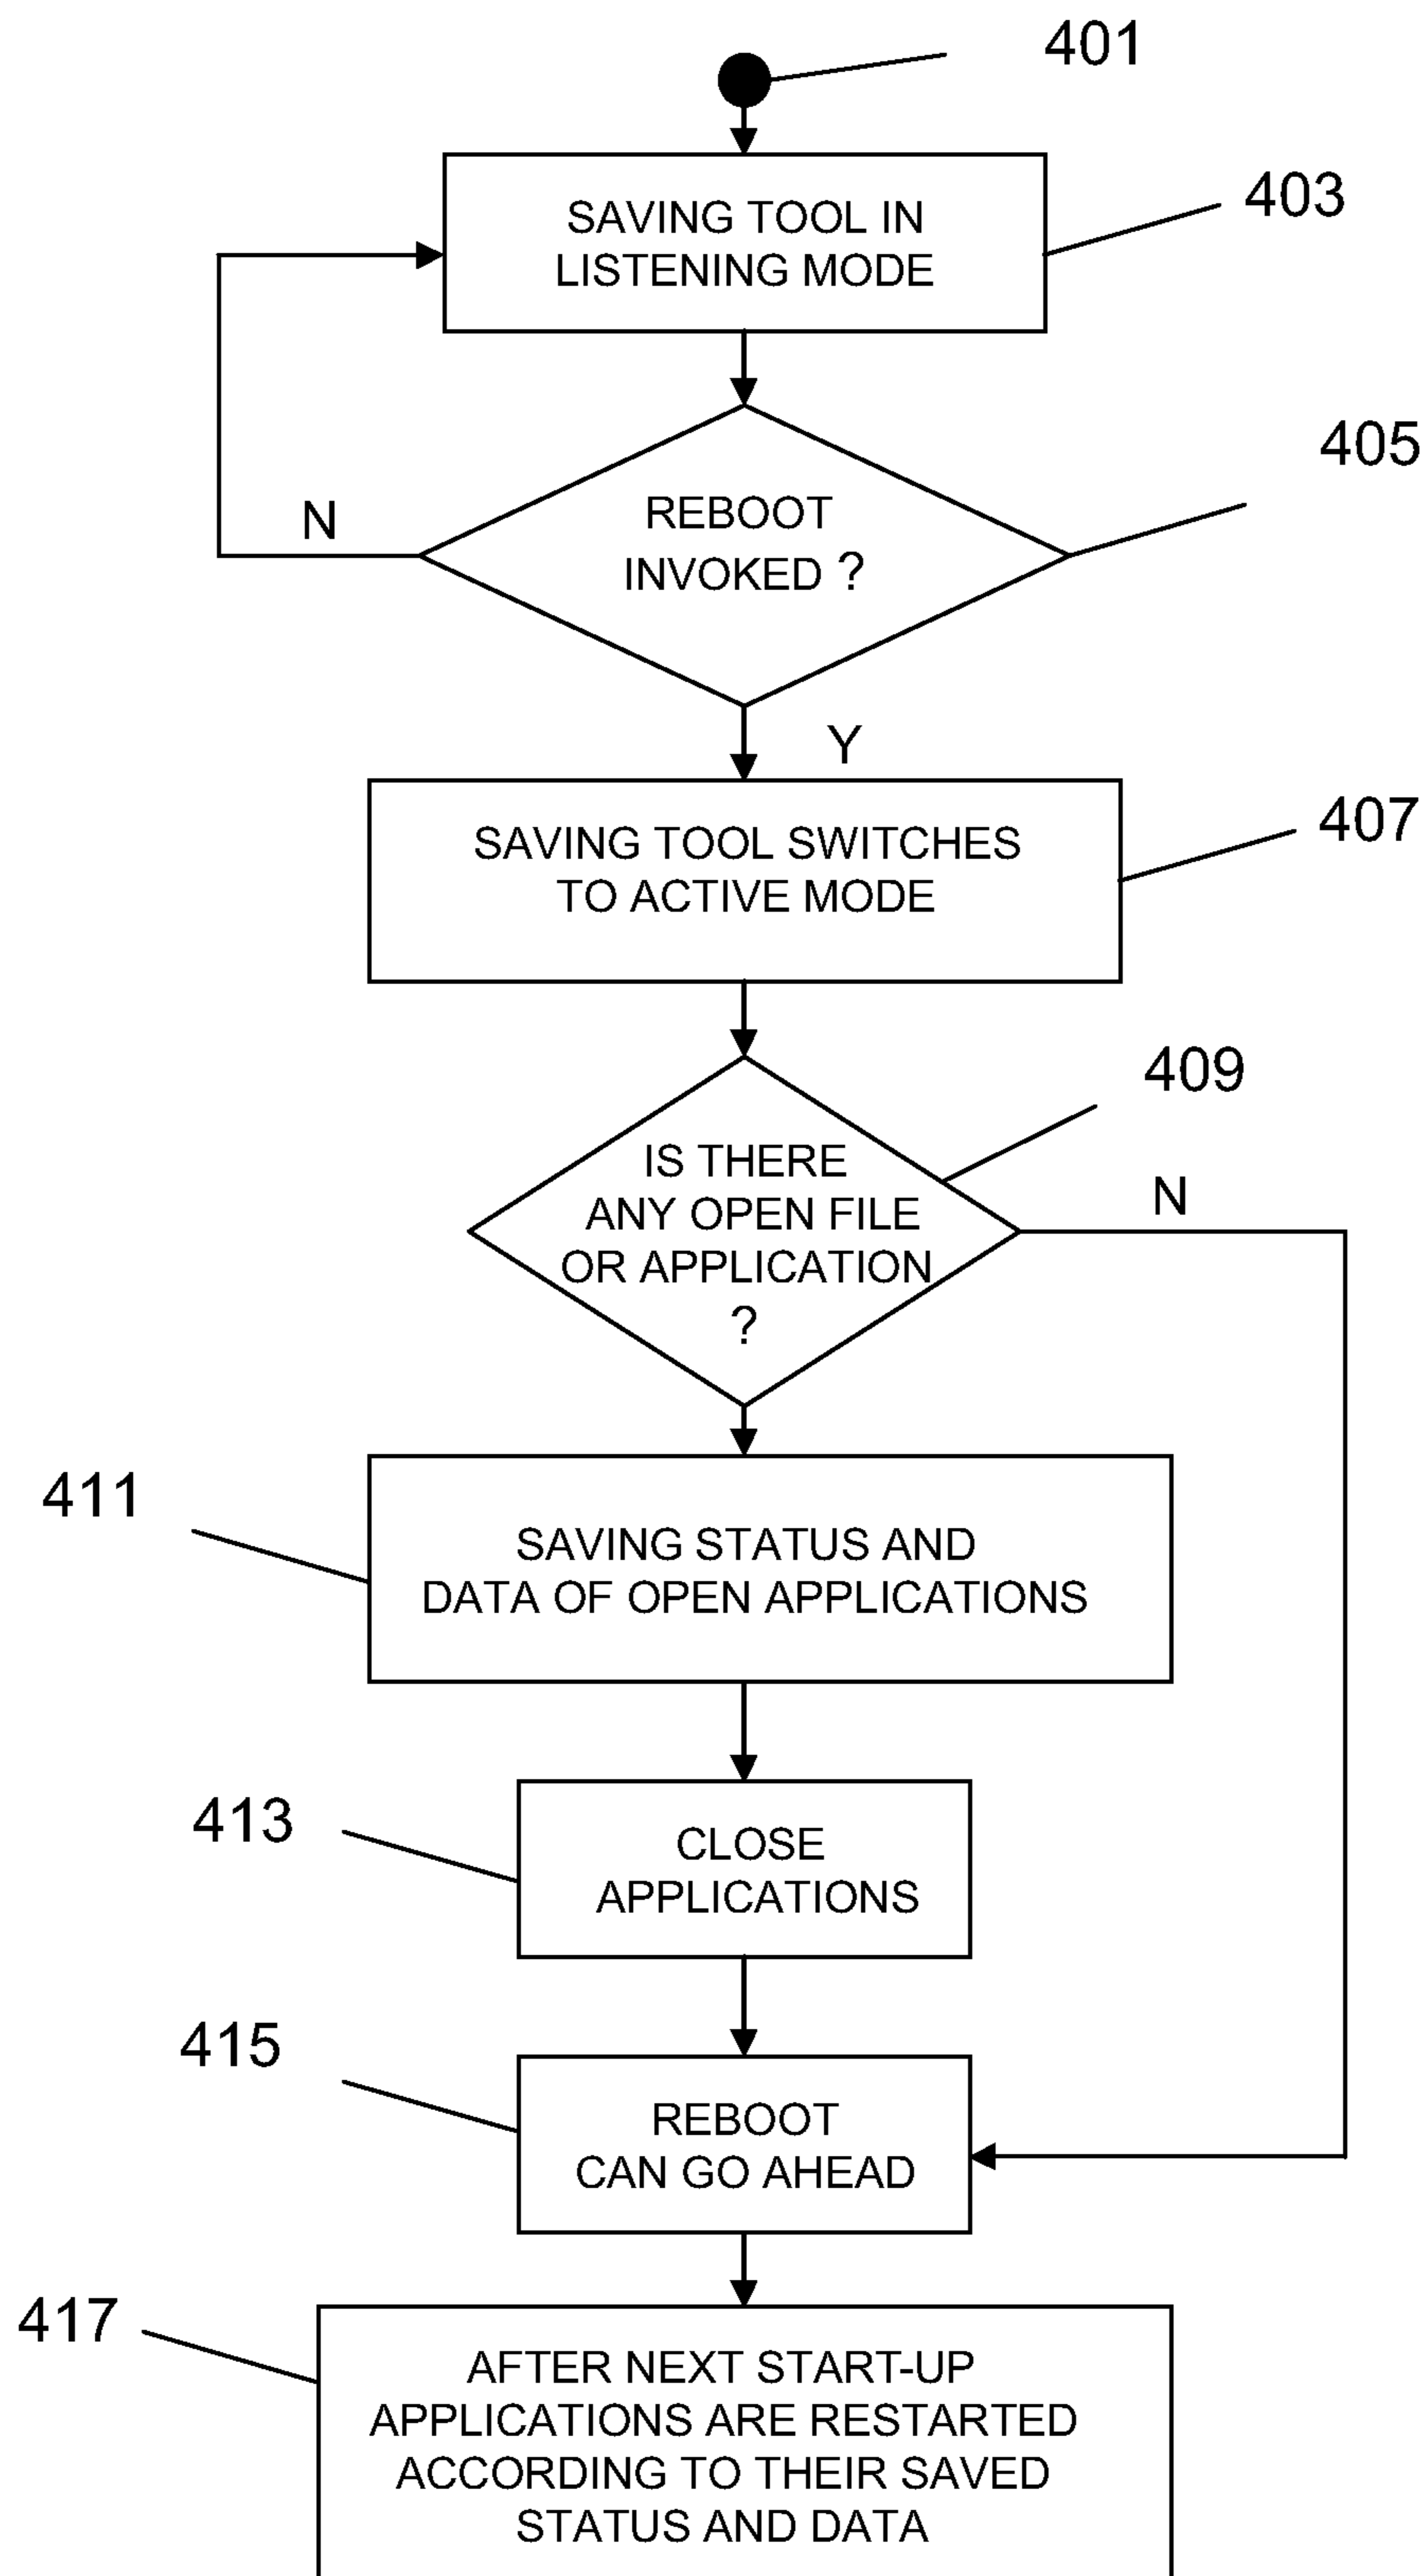 401
SAVING TOOL IN
LISTENING MODE
403
405
REBOOT
INVOKED ?
N
Y
SAVING TOOL SWITCHES
TO ACTIVE MODE
407
409
IS THERE
ANY OPEN FILE
OR APPLICATION
?
N
411
SAVING STATUS AND
DATA OF OPEN APPLICATIONS
413
CLOSE
APPLICATIONS
415
REBOOT
CAN GO AHEAD
417
AFTER NEXT START-UP
APPLICATIONS ARE RESTARTED
ACCORDING TO THEIR SAVED
STATUS AND DATA